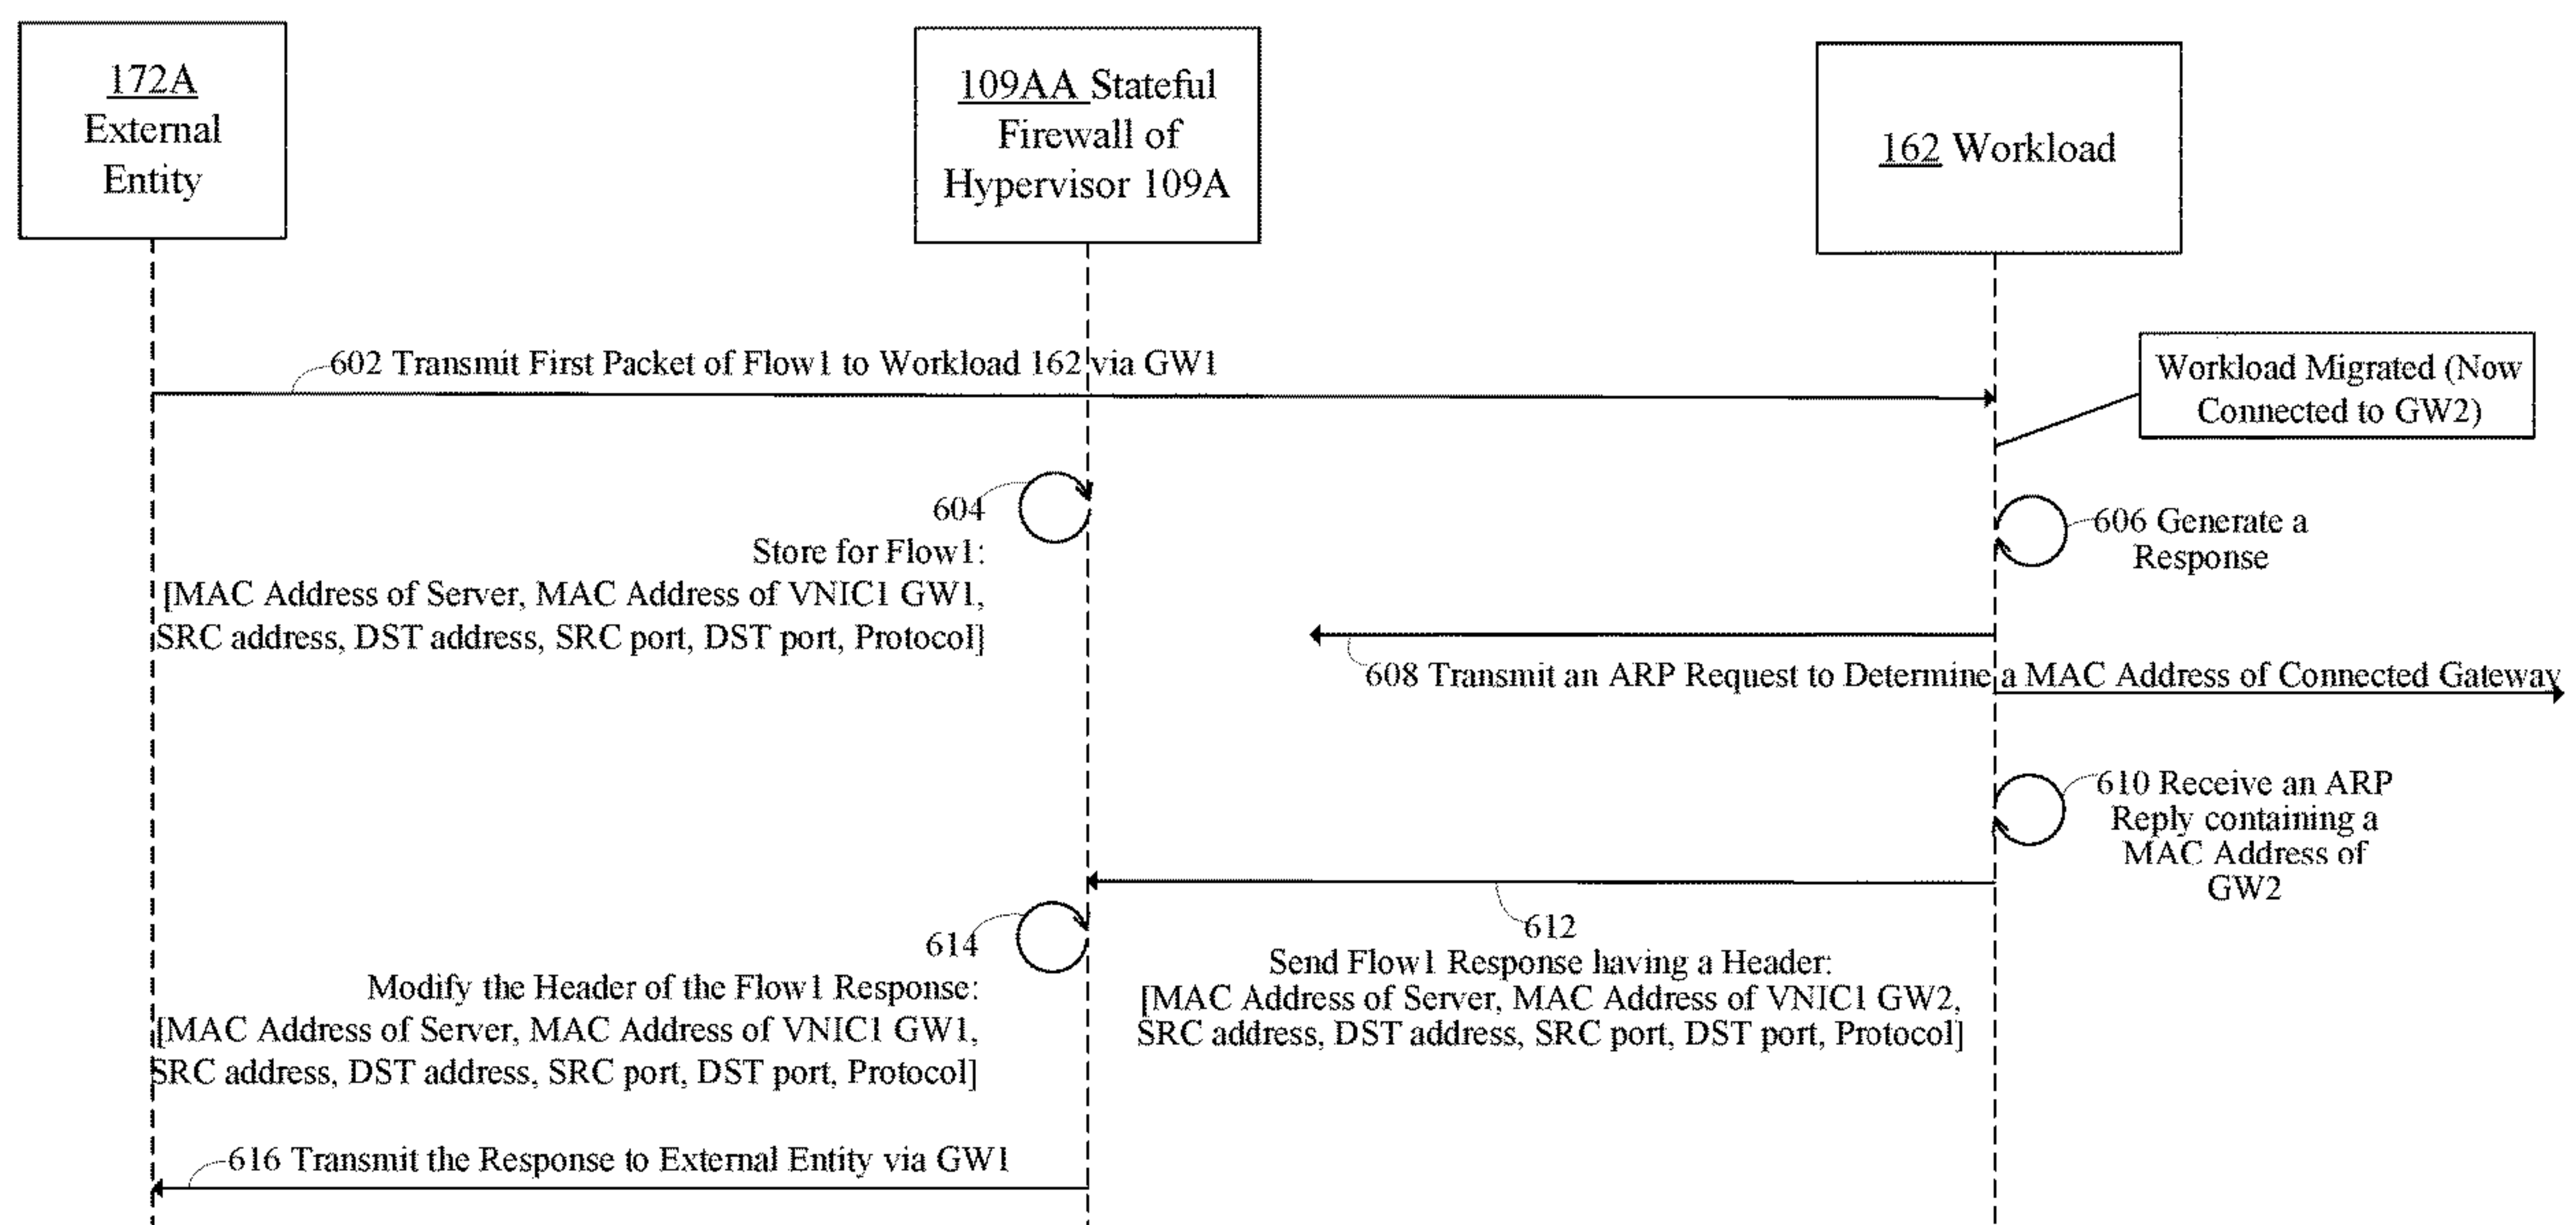 172A
External
Entity
109AA Stateful
Firewall of
Hypervisor 109A
162 Workload
602 Transmit First Packet of Flow1 to Workload 162 via GW1
Workload Migrated (Now
Connected to GW2)
604
Store for Flow1:
[MAC Address of Server, MAC Address of VNIC1 GW1,
SRC address, DST address, SRC port, DST port, Protocol]
606 Generate a
Response
608 Transmit an ARP Request to Determine a MAC Address of Connected Gateway
610 Receive an ARP
Reply containing a
MAC Address of
GW2
612
Send Flow1 Response having a Header:
[MAC Address of Server, MAC Address of VNIC1 GW2,
SRC address, DST address, SRC port, DST port, Protocol]
614
Modify the Header of the Flow1 Response:
[MAC Address of Server, MAC Address of VNIC1 GW1,
SRC address, DST address, SRC port, DST port, Protocol]
616 Transmit the Response to External Entity via GW1